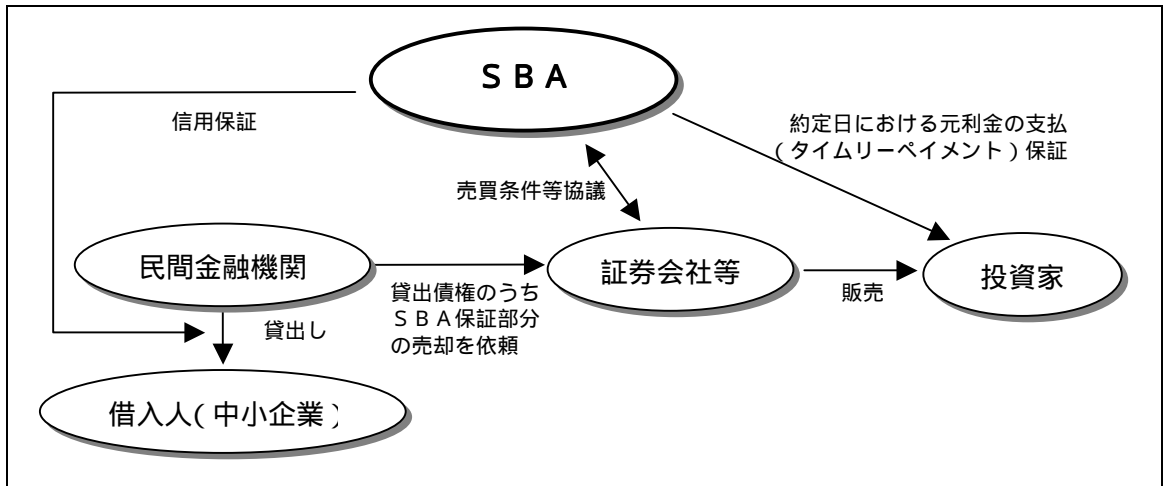 ＳＢＡ
信用保証
約定日における元利金の支払
（タイムリーペイメント）保証
売買条件等協議
民間金融機関
証券会社等
投資家
貸出債権のうち
ＳＢＡ保証部分
の売却を依頼
販売
貸出し
借入人（中小企業）